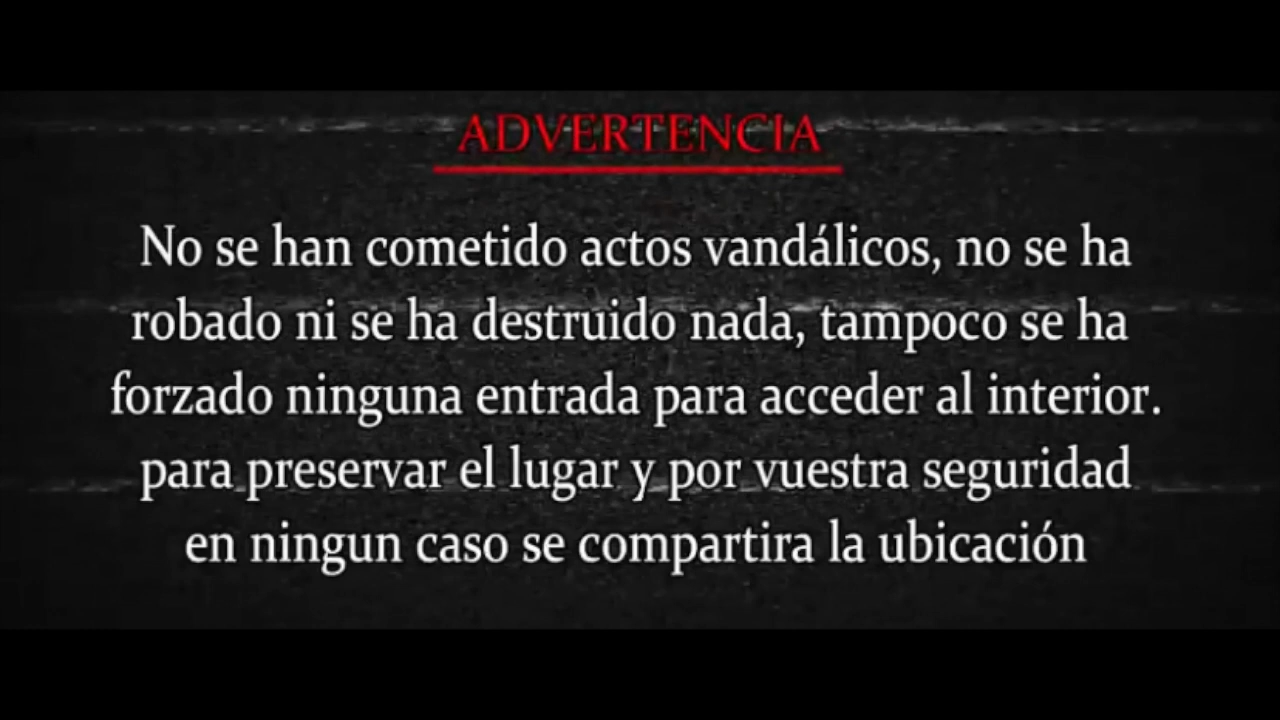 ADVERTENCIA
No se han cometido actos vandálicos, no se ha
robado ni se ha destruido nada, tampoco se ha
forzado ninguna entrada para acceder al interior.
para preservar el lugar y por vuestra seguridad
en ningun caso se compartira la ubicación